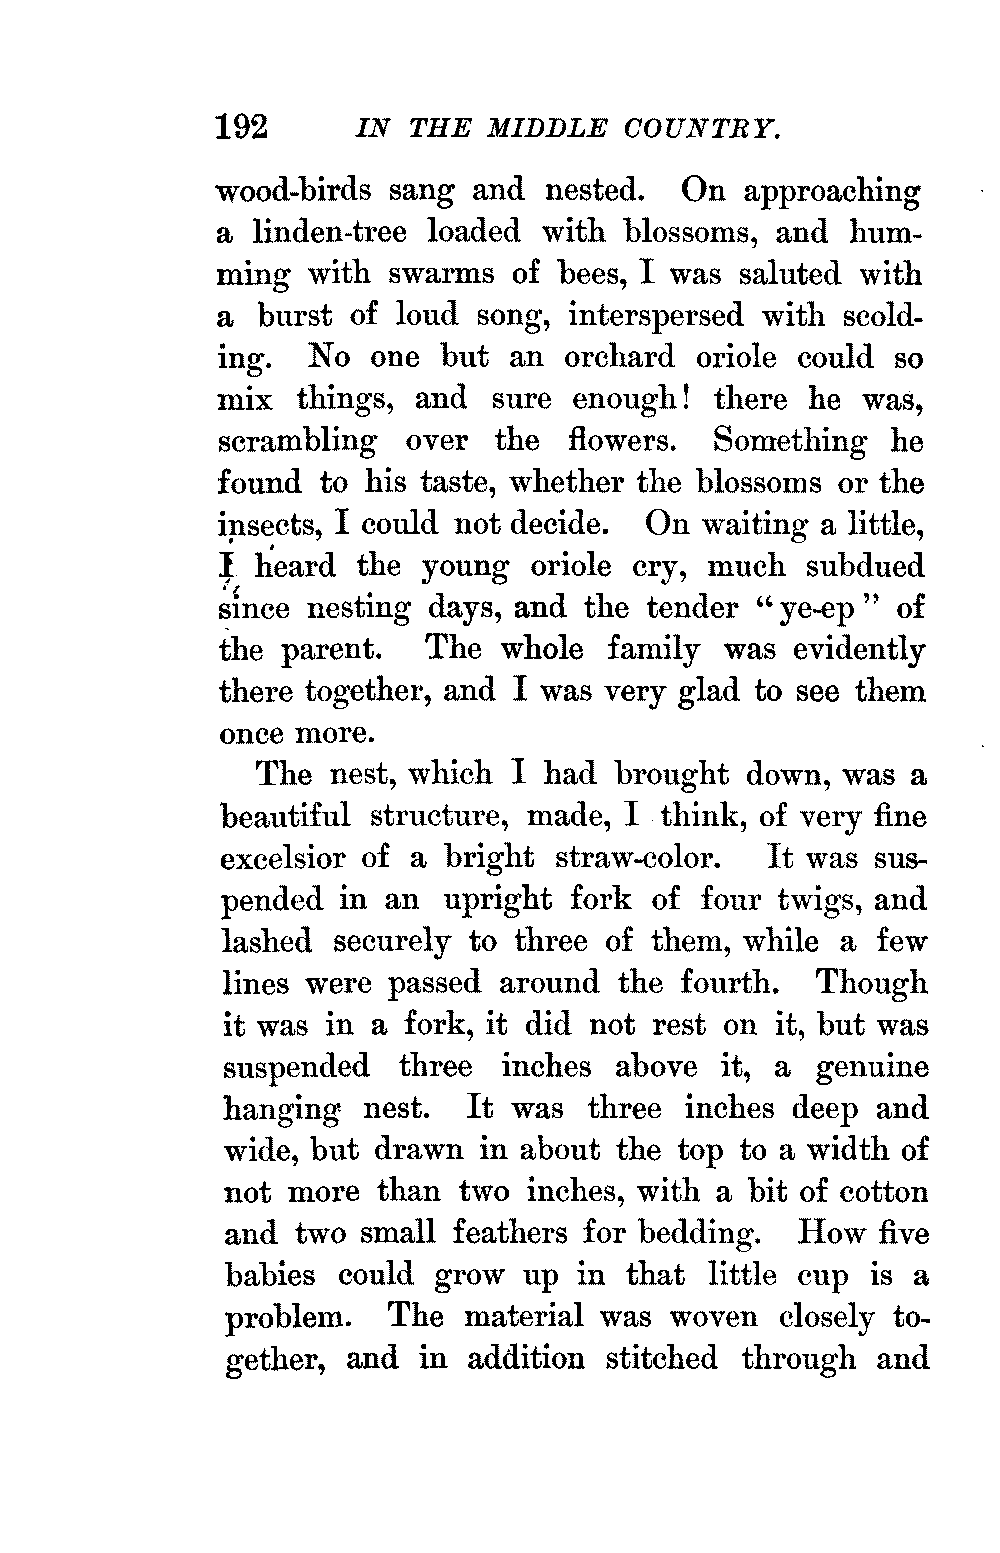 192 IN THE MIDDLE COUNTRY.
wood-birds sang and nested. On approaching
a linden-tree loaded with blossoms, and hum-
ming with swarms of bees, I was saluted with
a burst of loud song, interspersed with scold-
ing. No one but an orchard oriole could so
mix things, and sure enough! there he was,
scrambling over the flowers. Something he
found to his taste, whether the blossoms or the
insects, I could not decide. On waiting a little,
I heard the young oriole cry, much subdued
since nesting days, and the tender "ye-ep" of
the parent. The whole family was evidently
there together, and I was very glad to see them
once more.
The nest, which I had brought down, was a
beautiful structure, made, I think, of very fine
excelsior of a bright straw-color. It was sus-
pended in an upright fork of four twigs, and
lashed securely to three of them, while a few
lines were passed around the fourth. Though
it was in a fork, it did not rest on it, but was
suspended three inches above it, a genuine
hanging nest. It was three inches deep and
wide, but drawn in about the top to a width of
not more than two inches, with a bit of cotton
and two small feathers for bedding. How five
babies could grow up in that little cup is a
problem. The material was woven closely to-
gether, and in addition stitched through and